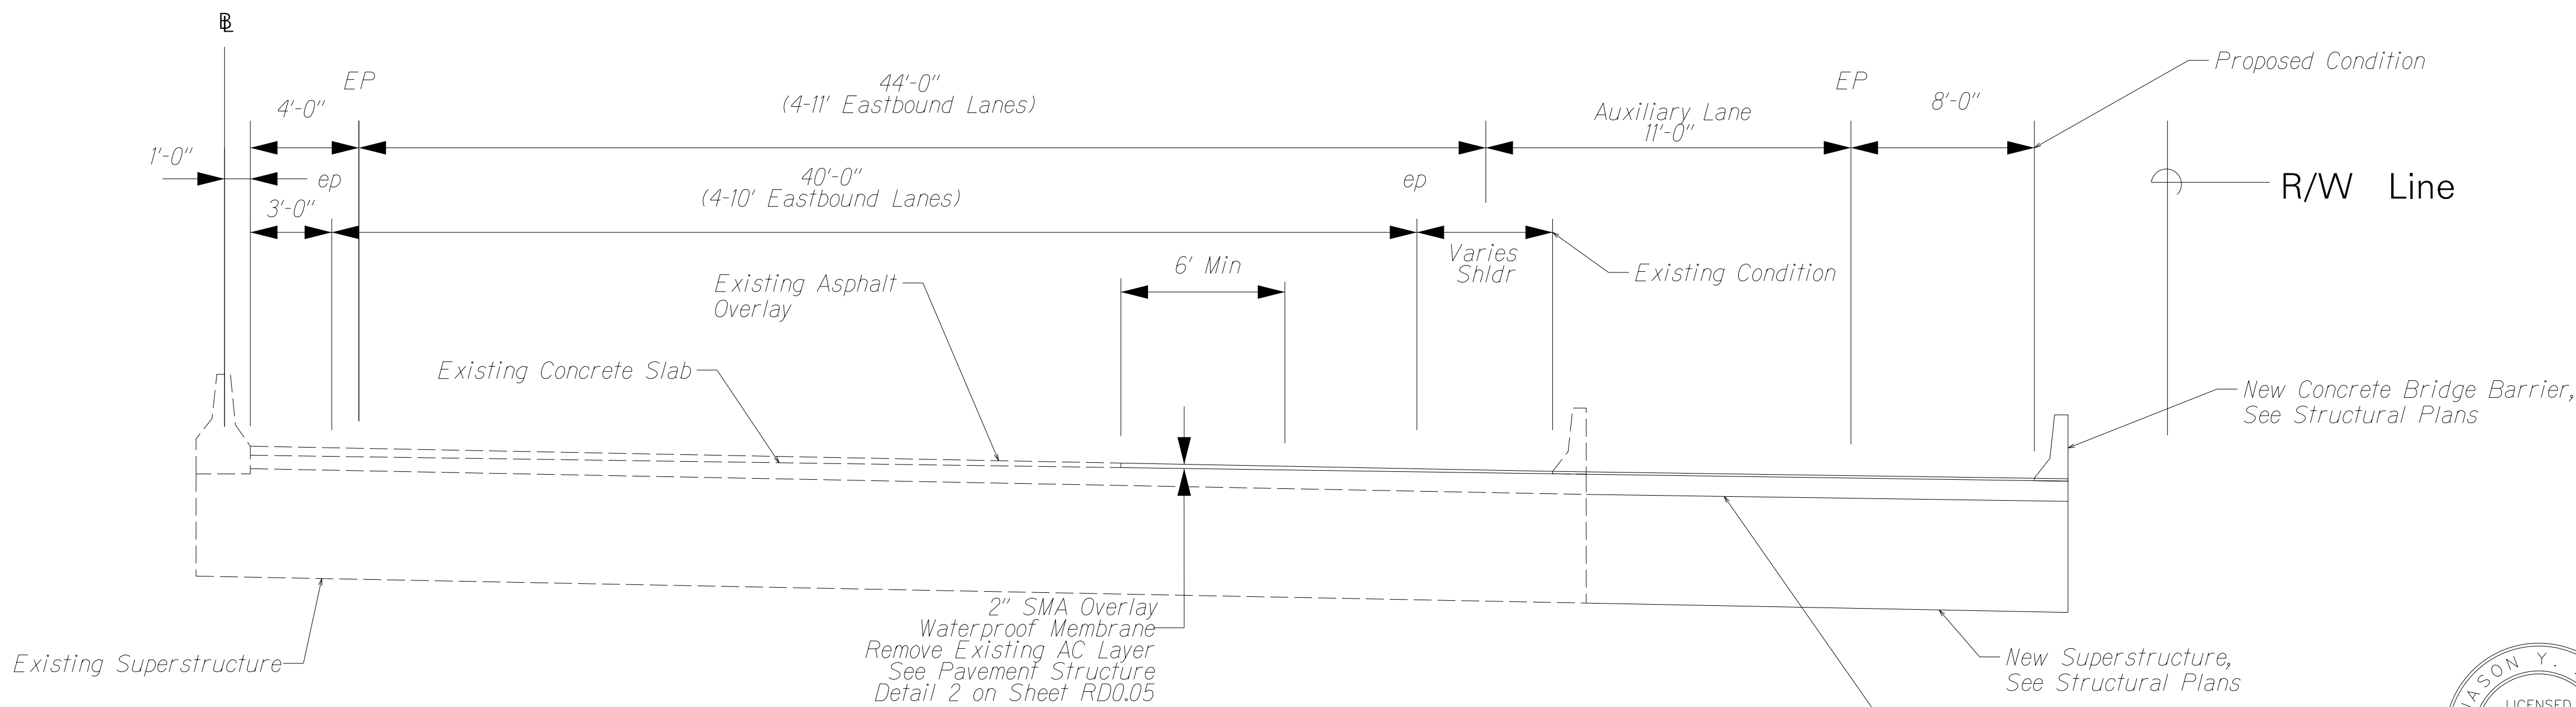 ℄
EP
44'-0"
(4-11' Eastbound Lanes)
EP
Proposed Condition
4'-0"
Auxiliary Lane
11'-0"
8'-0"
1'-0"
ep
40'-0"
(4-10' Eastbound Lanes)
ep
R/W Line
3'-0"
Varies
Shldr
6' Min
Existing Condition
Existing Asphalt
Overlay
Existing Concrete Slab
New Concrete Bridge Barrier,
See Structural Plans
2" SMA Overlay
Waterproof Membrane
Remove Existing AC Layer
See Pavement Structure
Detail 2 on Sheet RD0.05
Existing Superstructure
New Superstructure,
See Structural Plans
JASON Y.
LICENSED